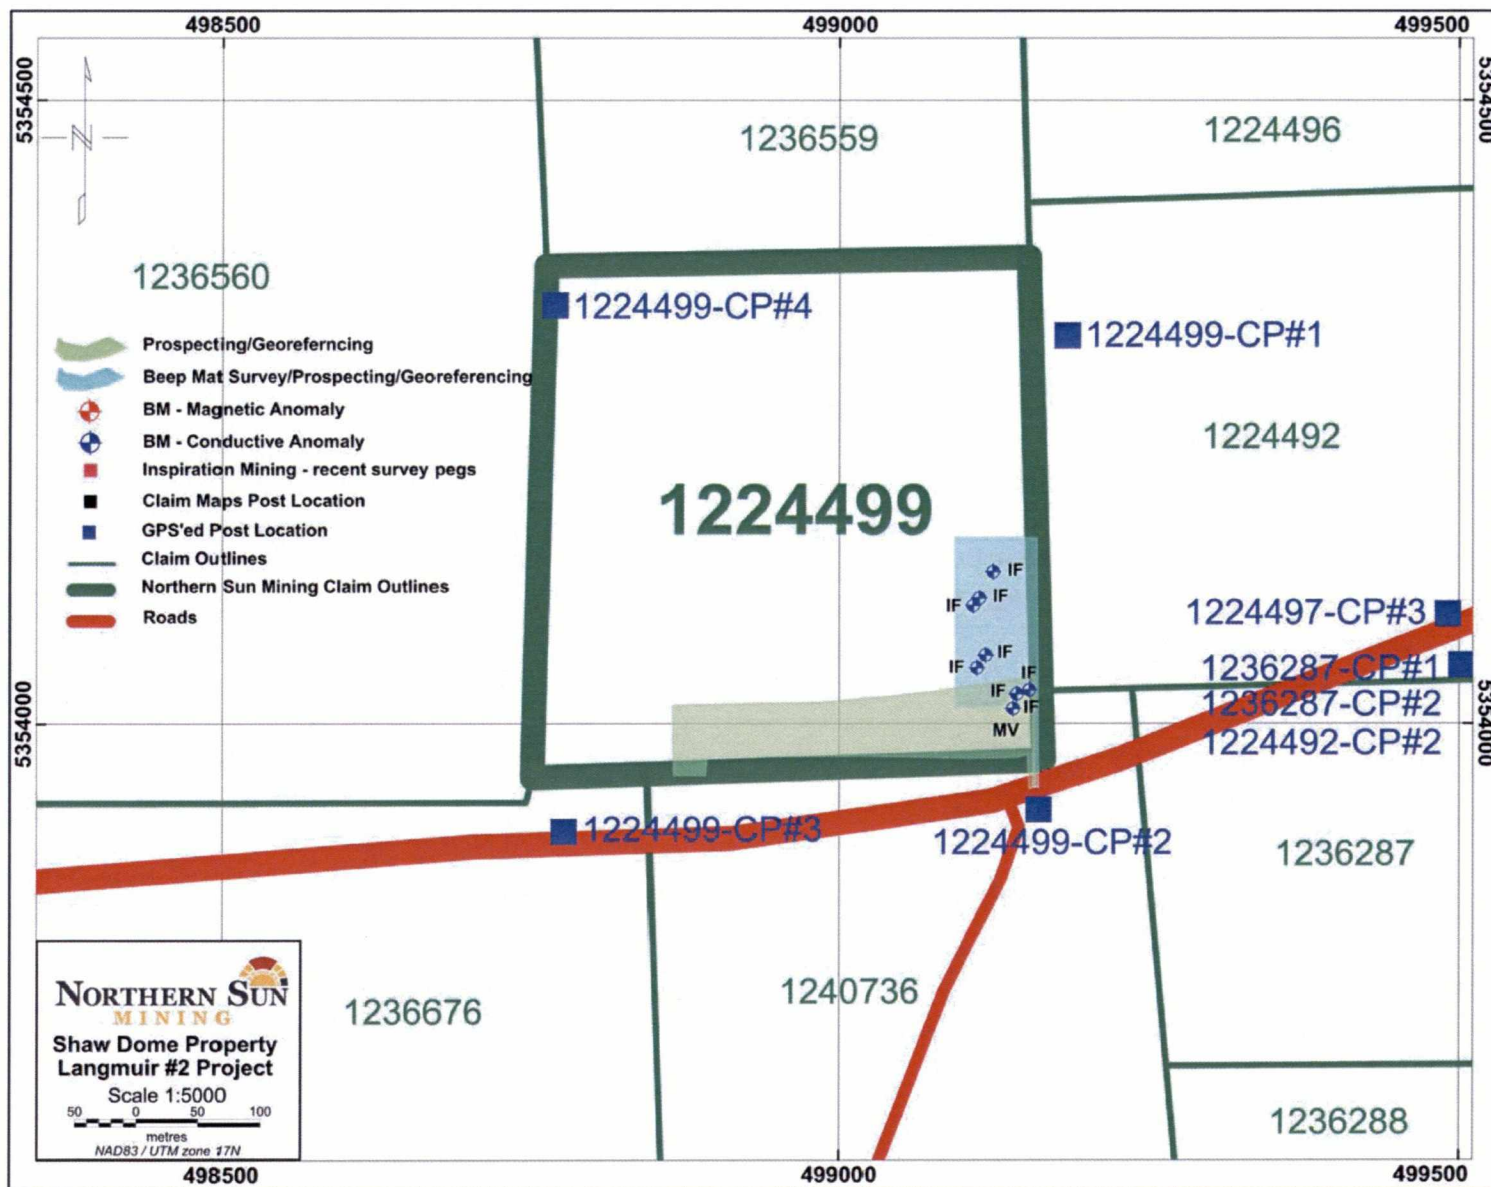 498500
499000
499500
5354500
5354500
N
1236559
1224496
1236560
1224499-CP#4
1224499-CP#1
Prospecting/Georeferncing
Beep Mat Survey/Prospecting/Georeferencing
BM - Magnetic Anomaly
BM - Conductive Anomaly
Inspiration Mining - recent survey pegs
Claim Maps Post Location
GPS'ed Post Location
Claim Outlines
Northern Sun Mining Claim Outlines
Roads
1224492
1224499
IF
IF
IF
IF
IF
IF
IF
IF
MV
1224497-CP#3
1236287-CP#1
1236287-CP#2
1224492-CP#2
5354000
5354000
1224499-CP#3
1224499-CP#2
1236287
1236676
1240736
1236288
NORTHERN SUN
MINING
Shaw Dome Property
Langmuir #2 Project
Scale 1:5000
50 0 50 100
metres
NAD83 / UTM zone 17N
498500
499000
499500